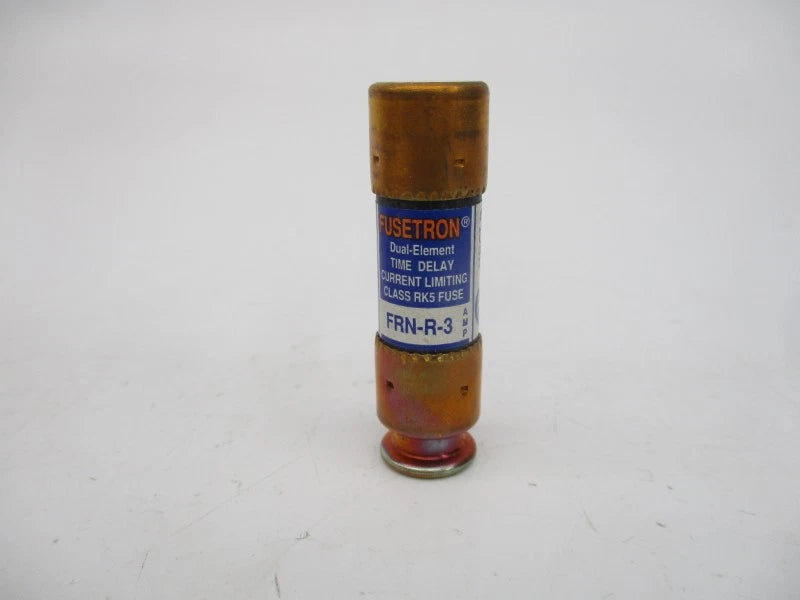 FUSETRON®
Dual-Element
TIME DELAY
CURRENT LIMITING
CLASS RK5 FUSE
FRN-R-3 AMP